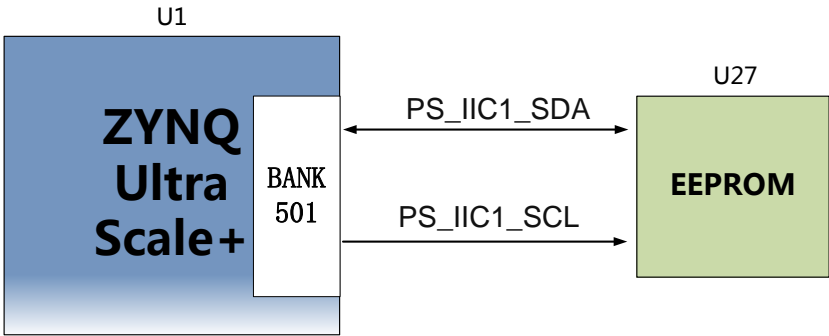 U1
U27
ZYNQ
Ultra
Scale+
BANK
501
PS_IIC1_SDA
PS_IIC1_SCL
EEPROM